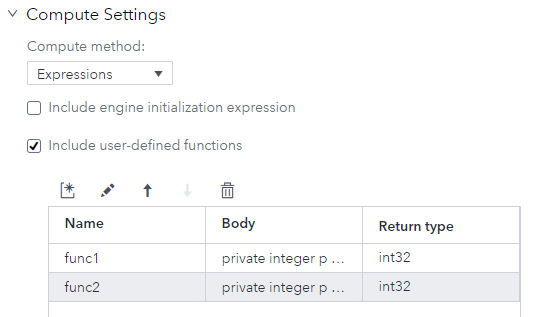 Compute Settings
Compute method:
Expressions
Include engine initialization expression
Include user-defined functions
Name Body Return type
func1 private integer p ... int32
func2 private integer p ... int32